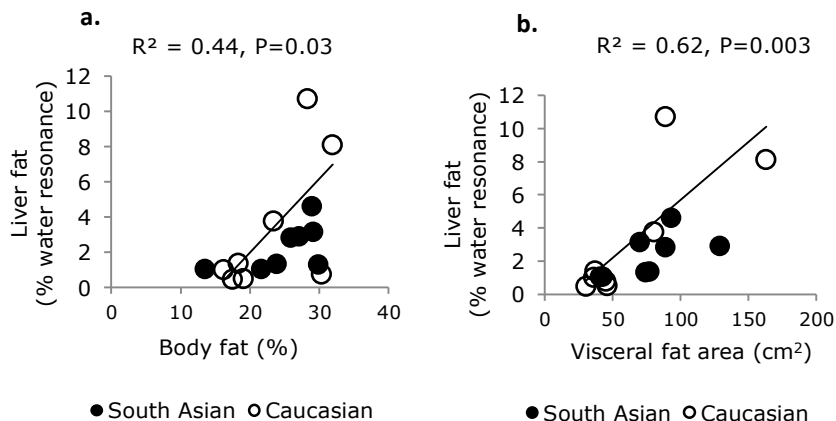 a.
R² = 0.44, P=0.03
Liver fat
(% water resonance)
12
10
8
6
4
2
0
0 10 20 30 40
Body fat (%)
South Asian Caucasian
b.
R² = 0.62, P=0.003
Liver fat
(% water resonance)
12
10
8
6
4
2
0
0 50 100 150 200
Visceral fat area (cm²)
South Asian Caucasian